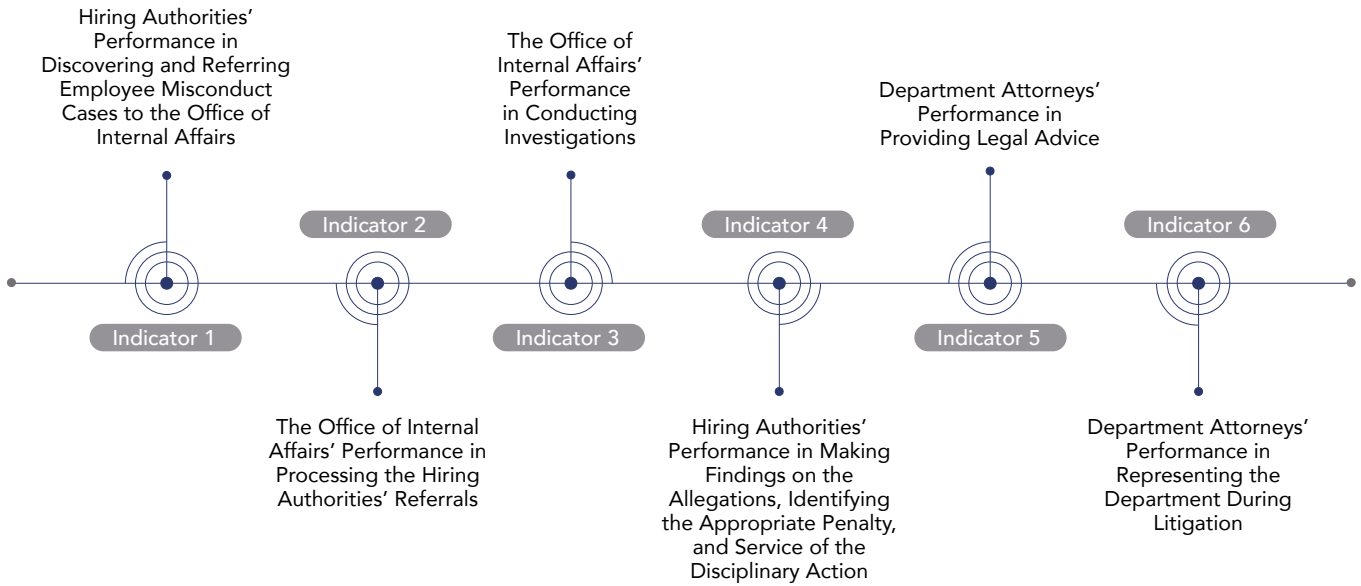 Hiring Authorities’
Performance in
Discovering and Referring
Employee Misconduct
Cases to the Office of
Internal Affairs
Indicator 1
Indicator 2
The Office of Internal
Affairs’ Performance in
Processing the Hiring
Authorities’ Referrals
The Office of
Internal Affairs’
Performance
in Conducting
Investigations
Indicator 3
Indicator 4
Hiring Authorities’
Performance in Making
Findings on the
Allegations, Identifying
the Appropriate Penalty,
and Service of the
Disciplinary Action
Department Attorneys’
Performance in
Providing Legal Advice
Indicator 5
Indicator 6
Department Attorneys’
Performance in
Representing the
Department During
Litigation